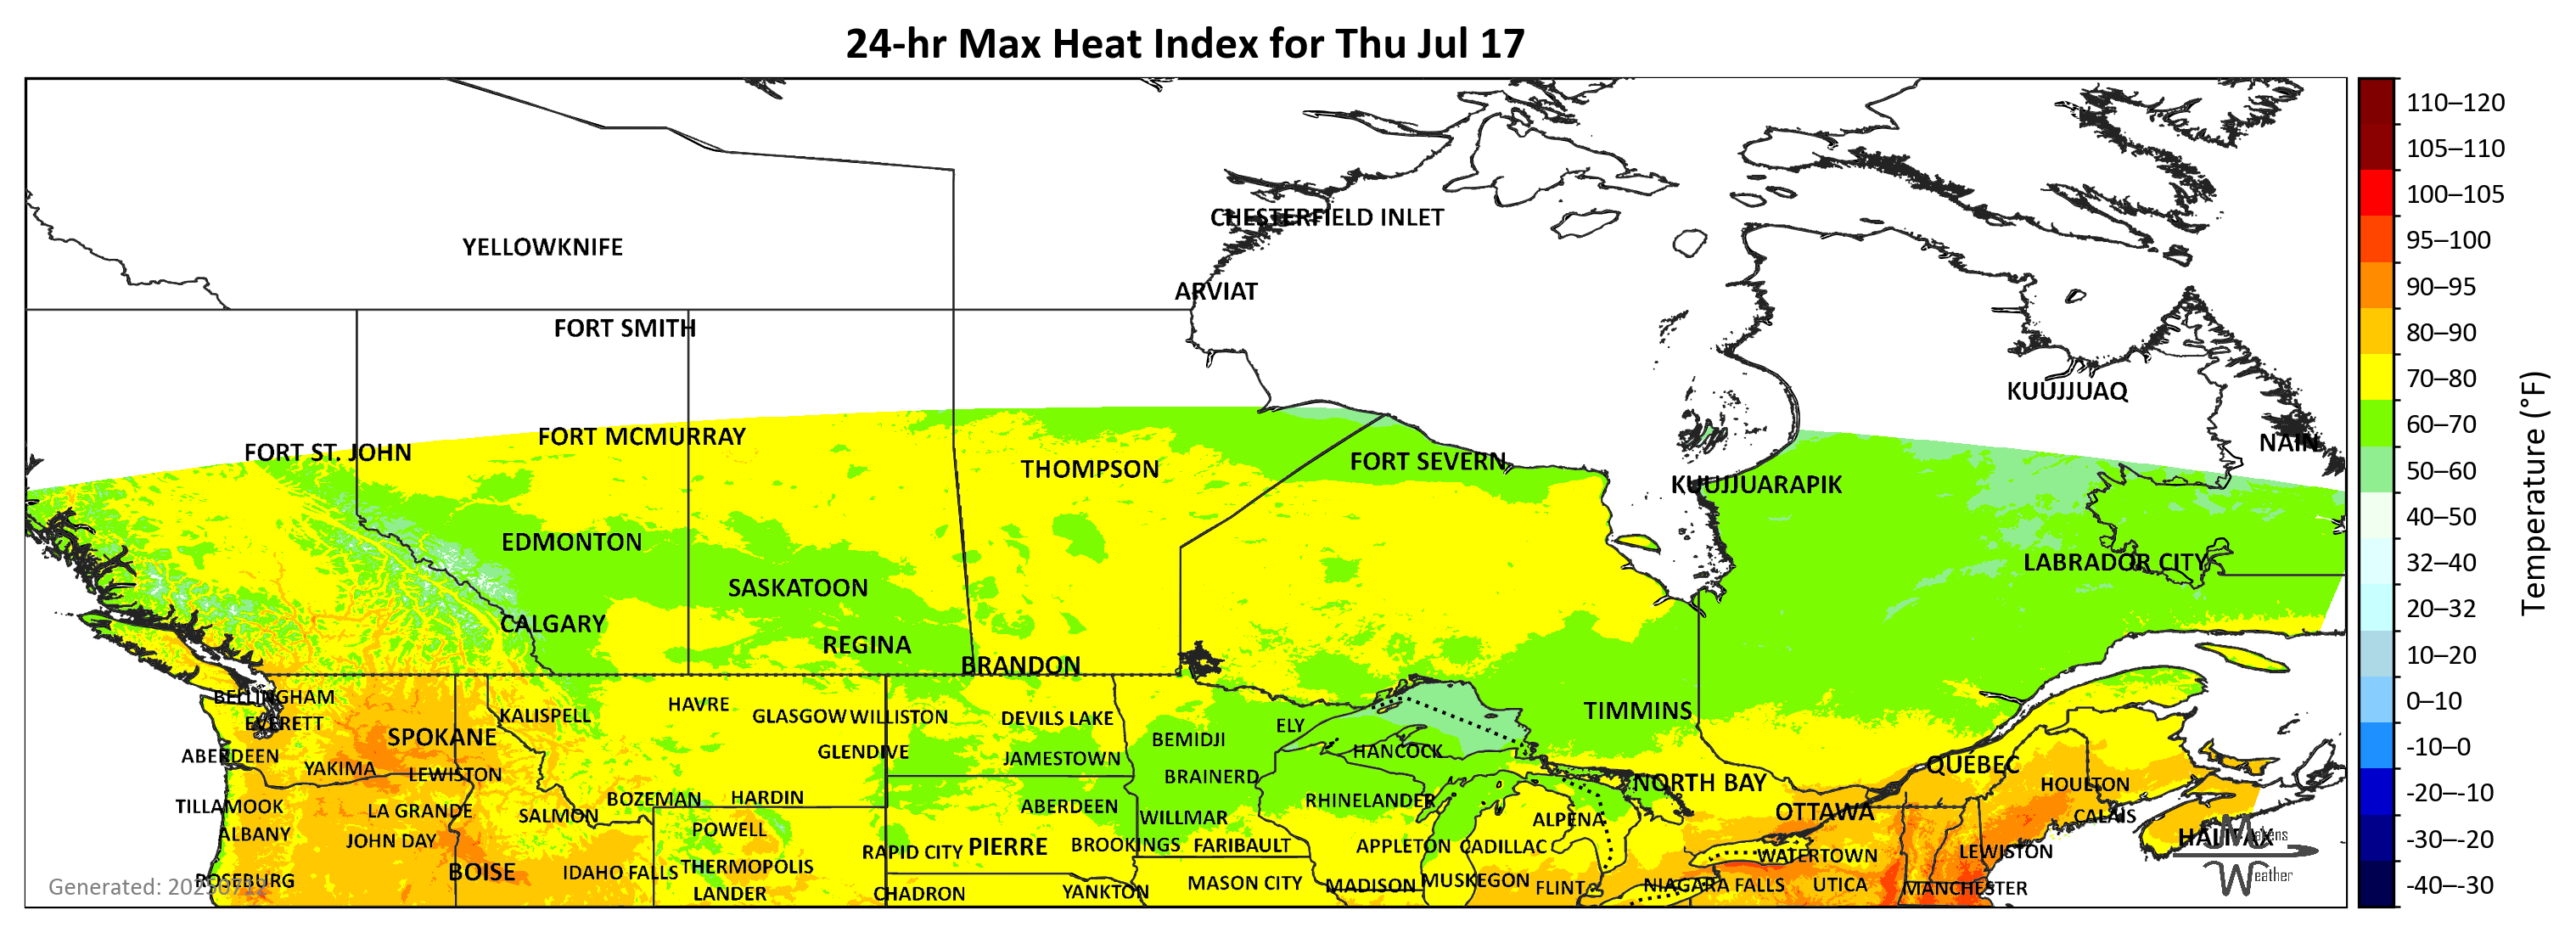 24-hr Max Heat Index for Thu Jul 17
CHESTERFIELD INLET
YELLOWKNIFE
ARVIAT
FORT SMITH
KUUJJUAQ
FORT MCMURRAY
NAIN
FORT ST. JOHN
THOMPSON
FORT SEVERN
KUUJJUARAPIK
EDMONTON
LABRADOR CITY
SASKATOON
CALGARY
REGINA
BRANDON
BELLINGHAM
HAVRE
KALISPELL
GLASGOW WILLISTON
DEVILS LAKE
TIMMINS
EVERETT
ELY
SPOKANE
BEMIDJI
ABERDEEN
GLENDIVE
JAMESTOWN
HANCOCK
QUÉBEC
YAKIMA
LEWISTON
BRAINERD
NORTH BAY
HOULTON
BOZEMAN
HARDIN
RHINELANDER
TILLAMOOK
LA GRANDE
SALMON
ABERDEEN
WILLMAR
ALPENA
OTTAWA
CALAIS
ALBANY
JOHN DAY
POWELL
HALIFAX
Makens
RAPID CITY
PIERRE
BROOKINGS
FARIBAULT
APPLETON
CADILLAC
WATERTOWN
LEWISTON
BOISE
IDAHO FALLS
THERMOPOLIS
Weather
ROSEBURG
Generated: 20250712
LANDER
CHADRON
YANKTON
MASON CITY
MADISON
MUSKEGON
FLINT
NIAGARA FALLS
UTICA
MANCHESTER
110–120
105–110
100–105
95–100
90–95
80–90
70–80
60–70
50–60
40–50
32–40
20–32
10–20
0–10
-10–0
-20–-10
-30–-20
-40–-30
Temperature (°F)